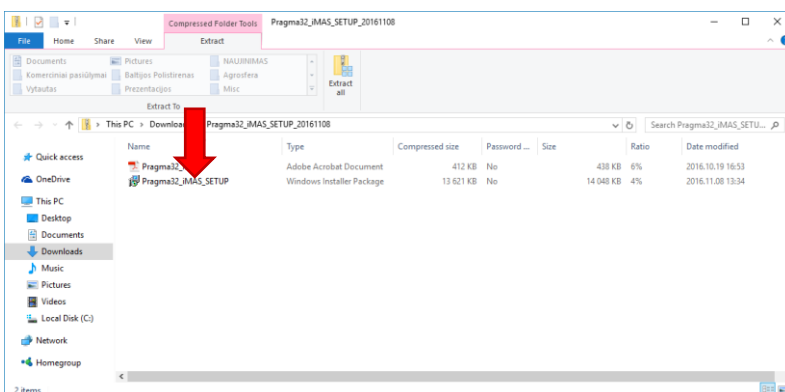 Compressed Folder Tools Pragma32_iMAS_SETUP_20161108
File Home Share View Extract
Documents Pictures NAUJINIMAS
Komerciniai pasiūlymai Baltijos Polistirenas Agrosfera
Vytautas Prezentacijos Misc
Extract all
Extract To
This PC > Pragma32_iMAS_SETUP_20161108 Search Pragma32_iMAS_SETU...
Name Type Compressed size Password ... Size Ratio Date modified
Quick access
Adobe Acrobat Document 412 KB No 438 KB 6% 2016.10.19 16:53
OneDrive
Pragma32_iMAS_SETUP Windows Installer Package 13 621 KB No 14 048 KB 4% 2016.11.08 13:34
This PC
Desktop
Documents
Downloads
Music
Pictures
Videos
Local Disk (C:)
Network
Homegroup
2 items